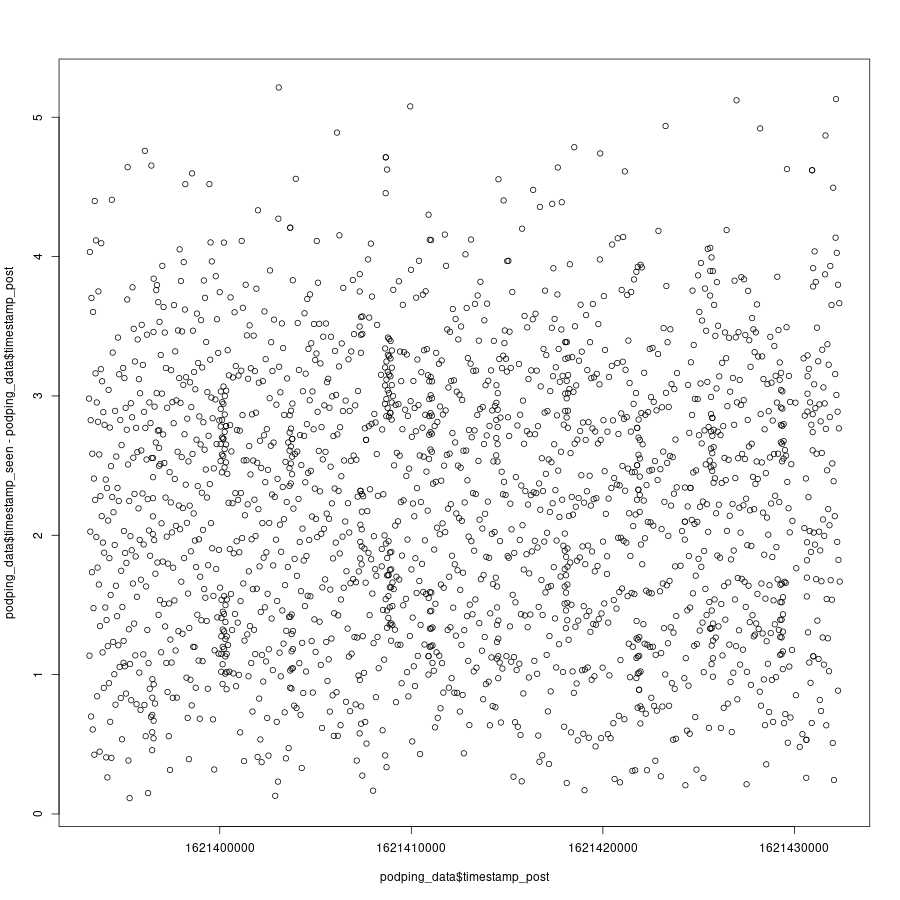 5
4
3
2
1
0
podping_data$timestamp_seen - podping_data$timestamp_post
1621400000 1621410000 1621420000 1621430000
podping_data$timestamp_post